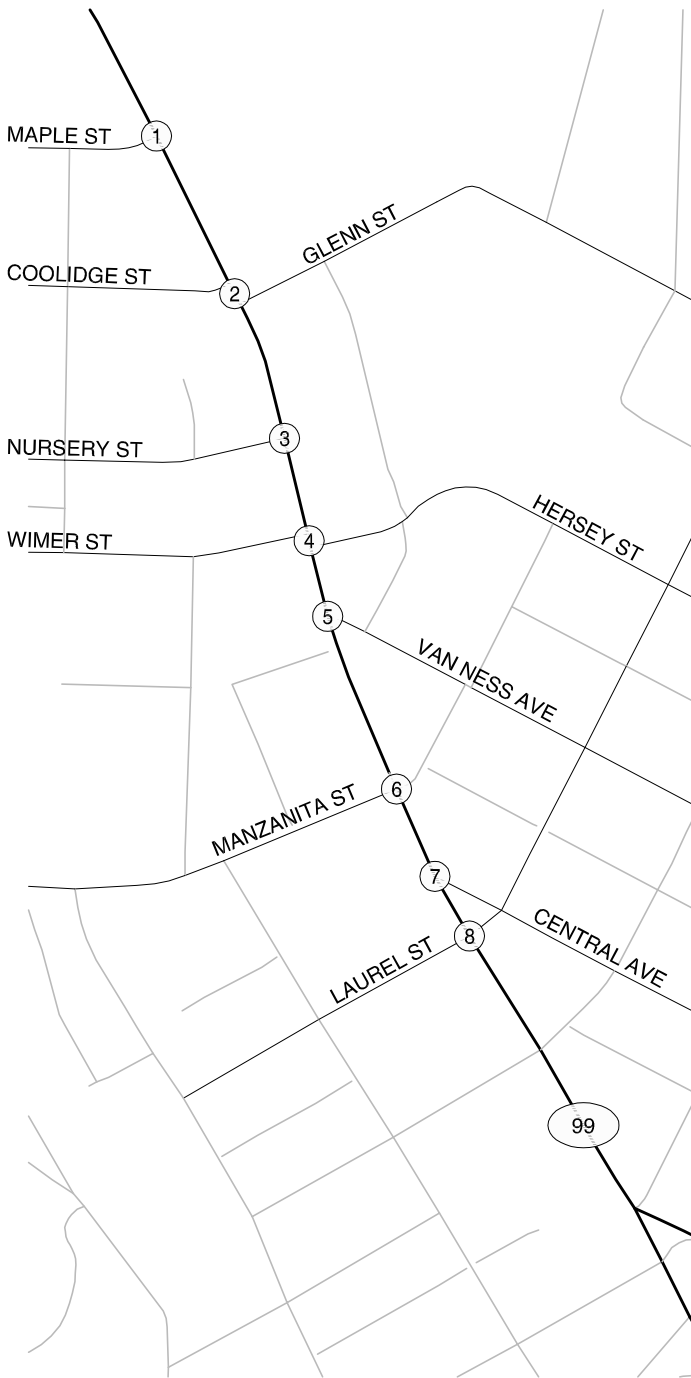 MAPLE ST
1
GLENN ST
COOLIDGE ST
2
NURSERY ST
3
HERSEY ST
WIMER ST
4
5
VAN NESS AVE
MANZANITA ST
6
7
CENTRAL AVE
LAUREL ST
8
99